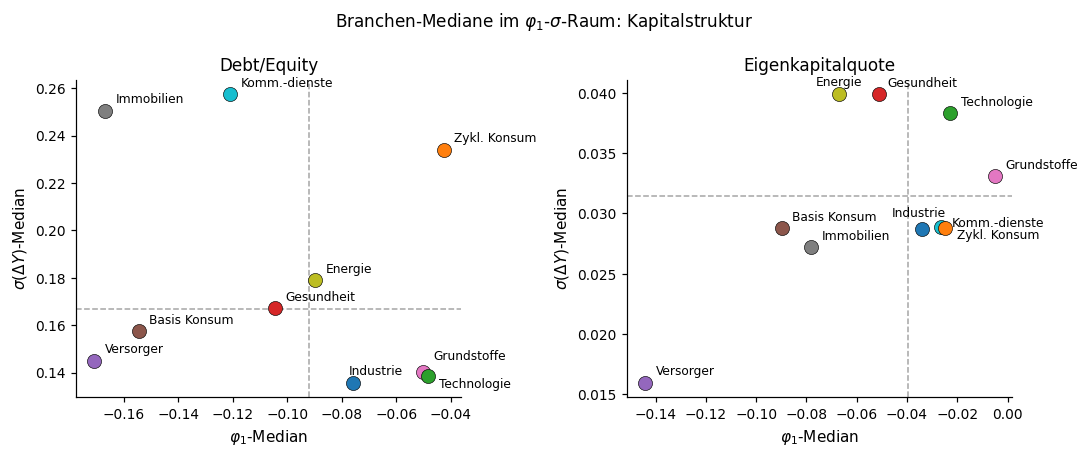 Branchen-Mediane im φ₁-σ-Raum: Kapitalstruktur
Debt/Equity
σ(ΔY)-Median
0.26
0.24
0.22
0.20
0.18
0.16
0.14
Immobilien
Komm.-dienste
Zykl. Konsum
Energie
Gesundheit
Basis Konsum
Versorger
Industrie
Grundstoffe
Technologie
−0.16
−0.14
−0.12
−0.10
−0.08
−0.06
−0.04
φ₁-Median
Eigenkapitalquote
σ(ΔY)-Median
0.040
0.035
0.030
0.025
0.020
0.015
Energie
Gesundheit
Technologie
Grundstoffe
Basis Konsum
Industrie
Komm.-dienste
Immobilien
Zykl. Konsum
Versorger
−0.14
−0.12
−0.10
−0.08
−0.06
−0.04
−0.02
0.00
φ₁-Median